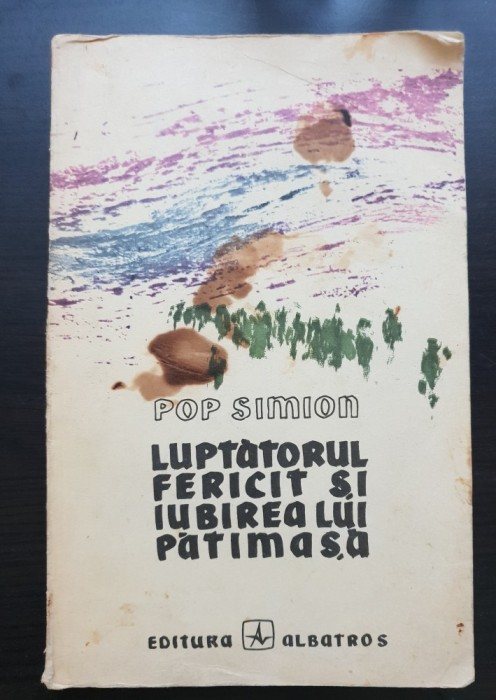 POP SIMION
LUPTĂTORUL
FERICIT ȘI
IUBIREA LUI
PĂTIMAȘĂ
EDITURA ALBATROS